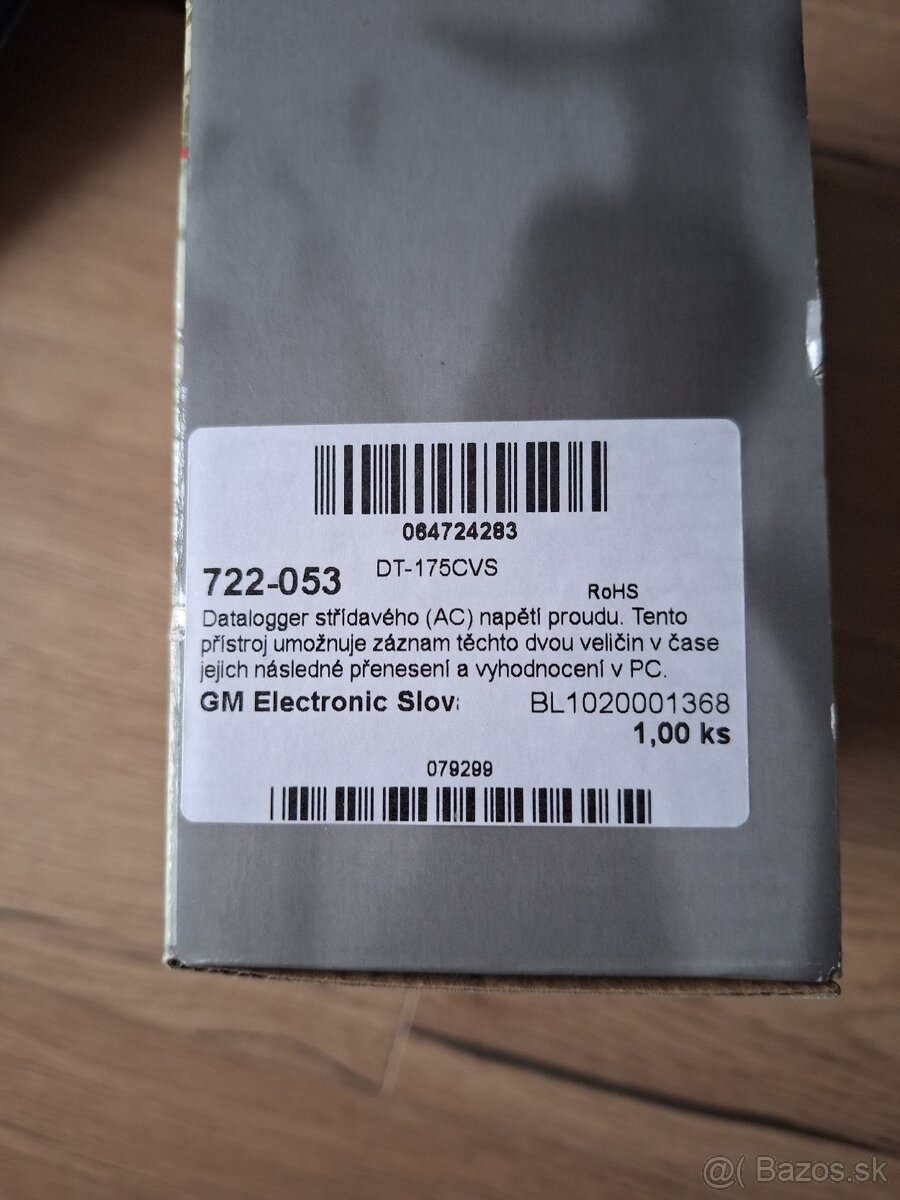 064724283
722-053 DT-175CVS
RoHS
Datalogger střídavého (AC) napětí proudu. Tento
přístroj umožnuje záznam těchto dvou veličin v čase
jejich následné přenesení a vyhodnocení v PC.
GM Electronic Slov BL1020001368
1,00 ks
079299
@( Bazos.sk